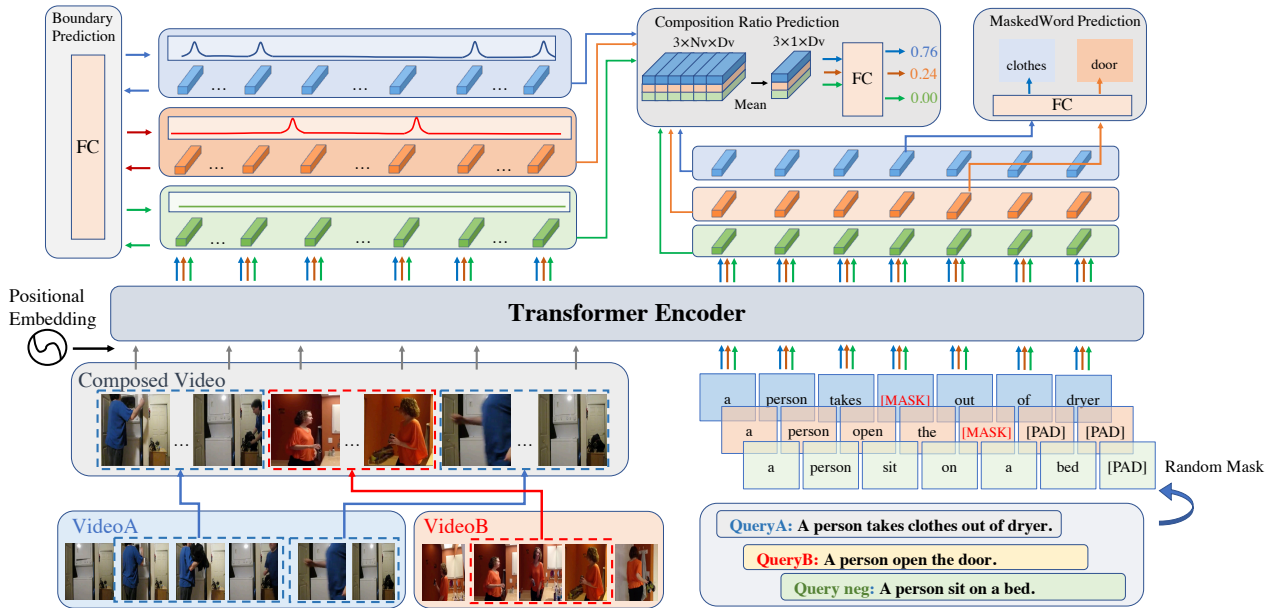 Boundary
Prediction
FC
...
...
...
...
...
...
...
...
...
Composition Ratio Prediction
3×Nv×Dv
3×1×Dv
Mean
FC
0.76
0.24
0.00
MaskedWord Prediction
clothes
door
FC
Transformer Encoder
Positional
Embedding
Composed Video
...
...
...
VideoA
VideoB
a person takes [MASK] out of dryer
a person open the [MASK] [PAD] [PAD]
a person sit on a bed [PAD]
Random Mask
QueryA: A person takes clothes out of dryer.
QueryB: A person open the door.
Query neg: A person sit on a bed.